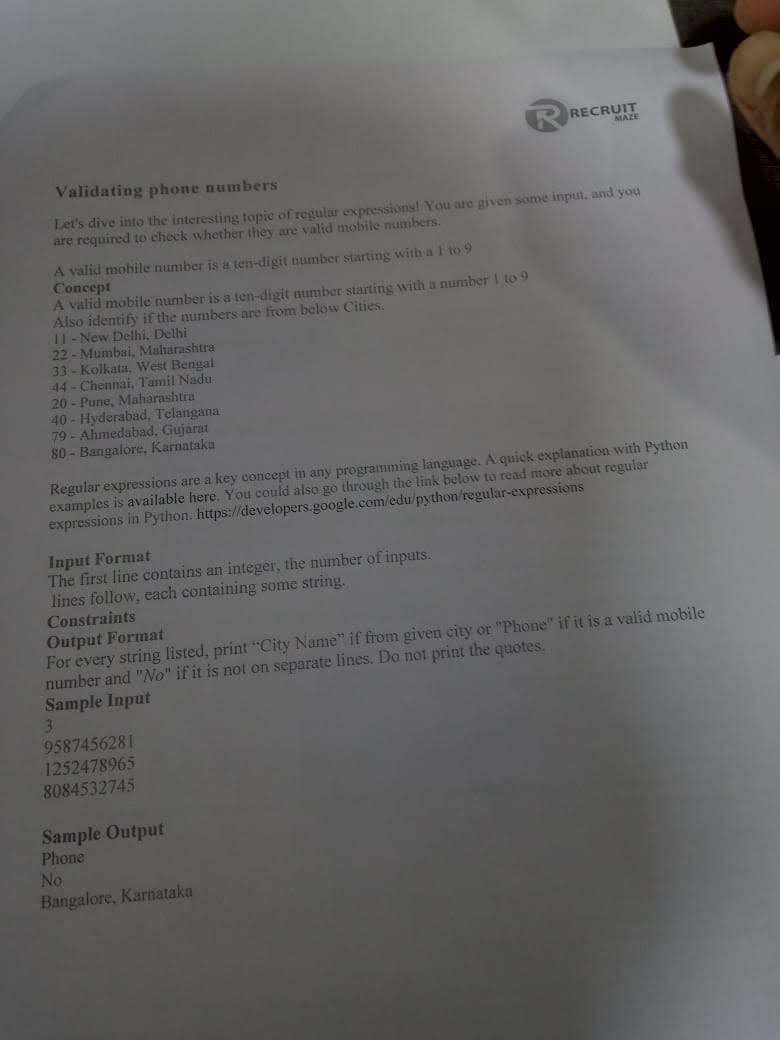 RECRUIT
MAZE
Validating phone numbers
Let's dive into the interesting topic of regular expressions! You are given some input, and you
are required to check whether they are valid mobile numbers.
A valid mobile number is a ten-digit number starting with a 1 to 9
Concept
A valid mobile number is a ten-digit number starting with a number 1 to 9
Also identify if the numbers are from below Cities.
11 - New Delhi, Delhi
22 - Mumbai, Maharashtra
33 - Kolkata, West Bengal
44 - Chennai, Tamil Nadu
20 - Pune, Maharashtra
40 - Hyderabad, Telangana
79 - Ahmedabad, Gujarat
80 - Bangalore, Karnataka
Regular expressions are a key concept in any programming language. A quick explanation with Python
examples is available here. You could also go through the link below to read more about regular
expressions in Python. https://developers.google.com/edu/python/regular-expressions
Input Format
The first line contains an integer, the number of inputs.
lines follow, each containing some string.
Constraints
Output Format
For every string listed, print “City Name” if from given city or "Phone" if it is a valid mobile
number and "No" if it is not on separate lines. Do not print the quotes.
Sample Input
3
9587456281
1252478965
8084532745
Sample Output
Phone
No
Bangalore, Karnataka